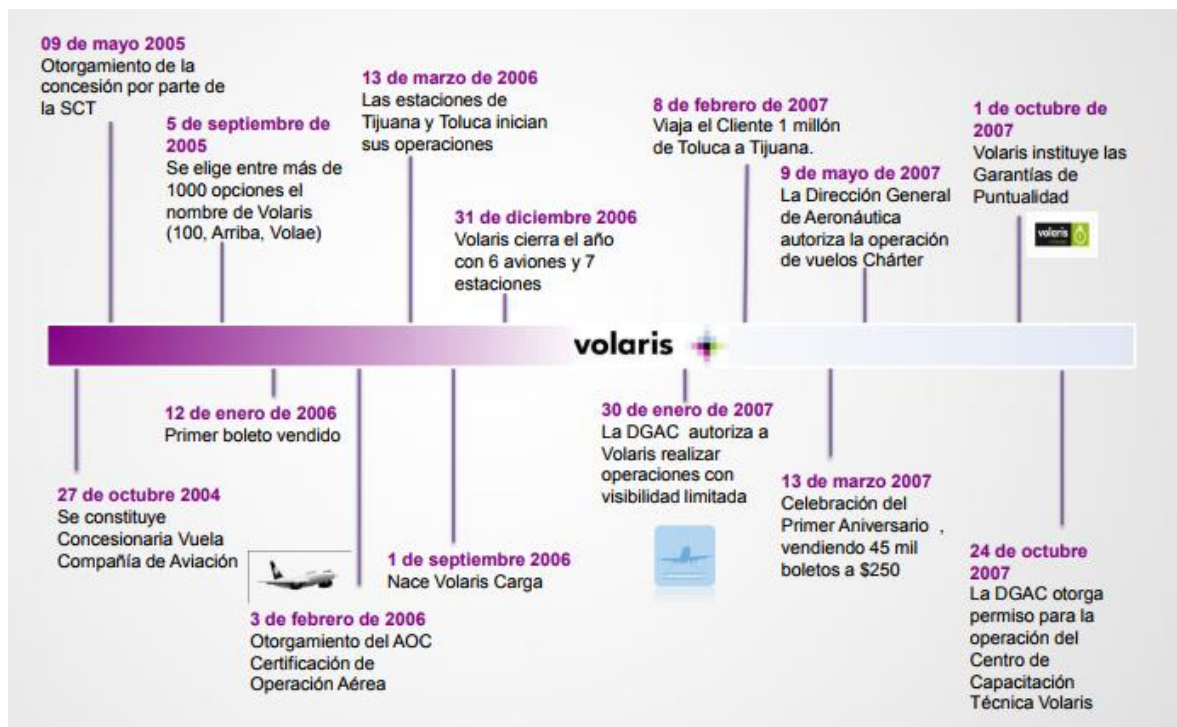 09 de mayo 2005
Otorgamiento de la
concesión por parte de
la SCT
5 de septiembre de
2005
Se elige entre más de
1000 opciones el
nombre de Volaris
(100, Arriba, Volae)
13 de marzo de 2006
Las estaciones de
Tijuana y Toluca inician
sus operaciones
31 de diciembre 2006
Volaris cierra el año
con 6 aviones y 7
estaciones
8 de febrero de 2007
Viaja el Cliente 1 millón
de Toluca a Tijuana.
9 de mayo de 2007
La Dirección General
de Aeronáutica
autoriza la operación
de vuelos Chárter
1 de octubre de
2007
Volaris instituye las
Garantías de
Puntualidad
volaris
volaris
27 de octubre 2004
Se constituye
Concesionaria Vuela
Compañía de Aviación
12 de enero de 2006
Primer boleto vendido
3 de febrero de 2006
Otorgamiento del AOC
Certificación de
Operación Aérea
1 de septiembre de 2006
Nace Volaris Carga
30 de enero de 2007
La DGAC autoriza a
Volaris realizar
operaciones con
visibilidad limitada
13 de marzo de 2007
Celebración del
Primer Aniversario ,
vendiendo 45 mil
boletos a $250
24 de octubre
2007
La DGAC otorga
permiso para la
operación del
Centro de
Capacitación
Técnica Volaris